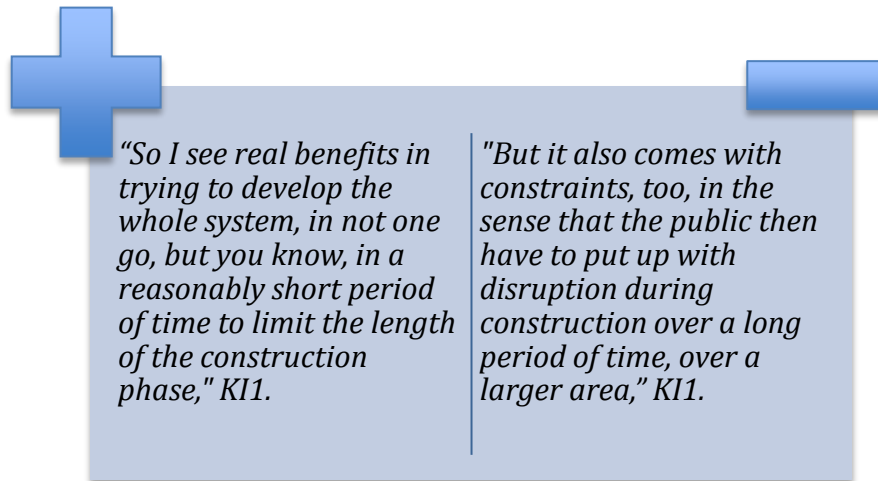 “So I see real benefits in
trying to develop the
whole system, in not one
go, but you know, in a
reasonably short period
of time to limit the length
of the construction
phase," KI1.
"But it also comes with
constraints, too, in the
sense that the public then
have to put up with
disruption during
construction over a long
period of time, over a
larger area,” KI1.